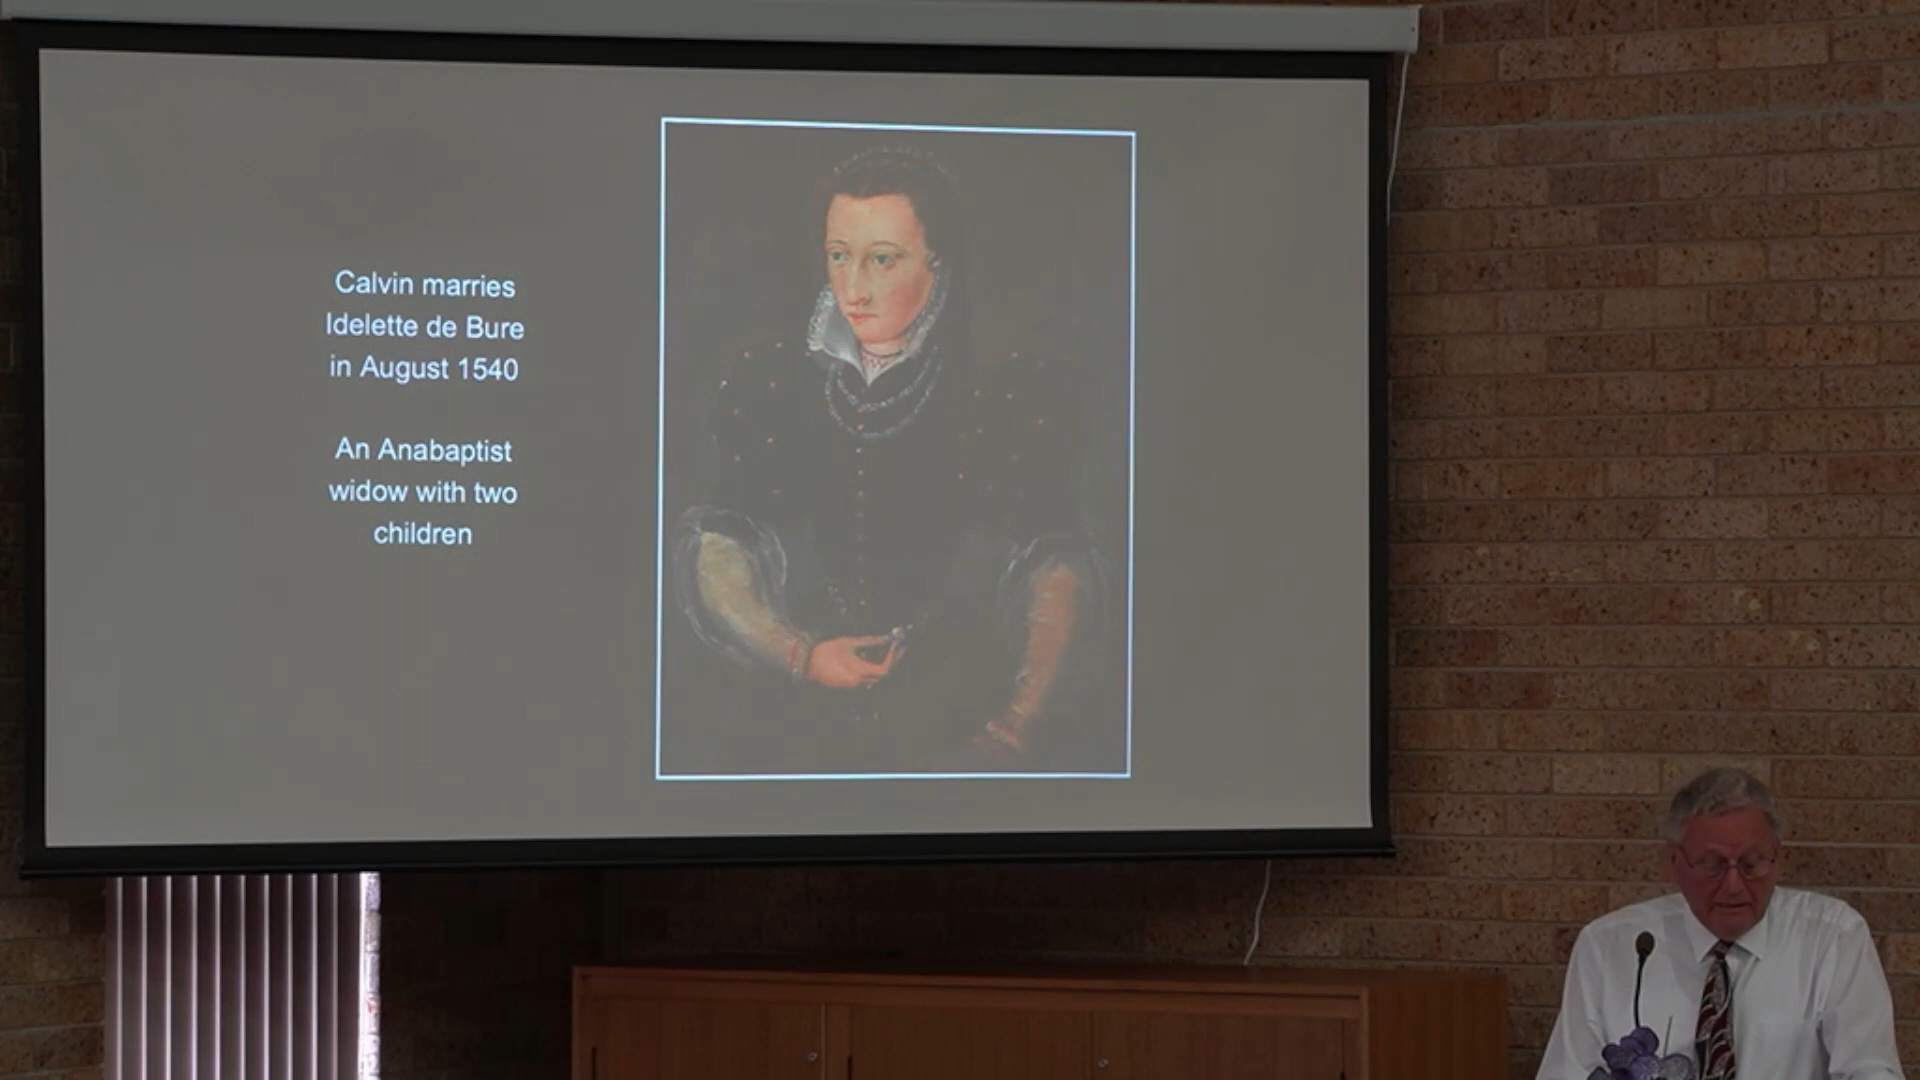 Calvin marries
Idelette de Bure
in August 1540
An Anabaptist
widow with two
children